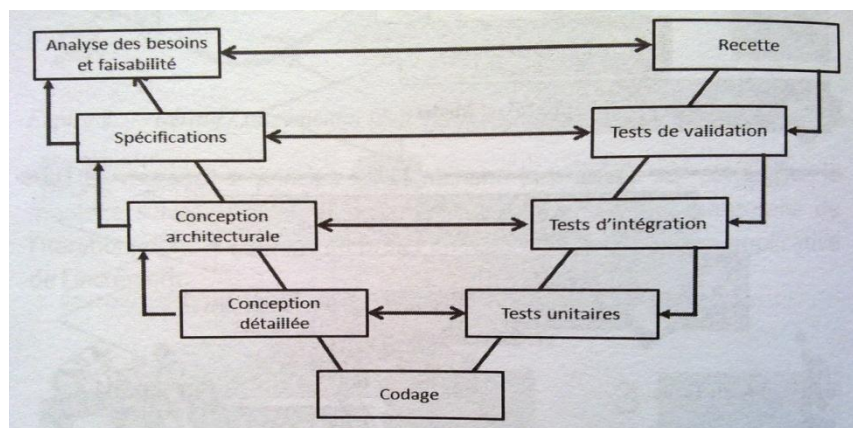 Analyse des besoins
et faisabilité
Recette
Spécifications
Tests de validation
Conception
architecturale
Tests d'intégration
Conception
détaillée
Tests unitaires
Codage